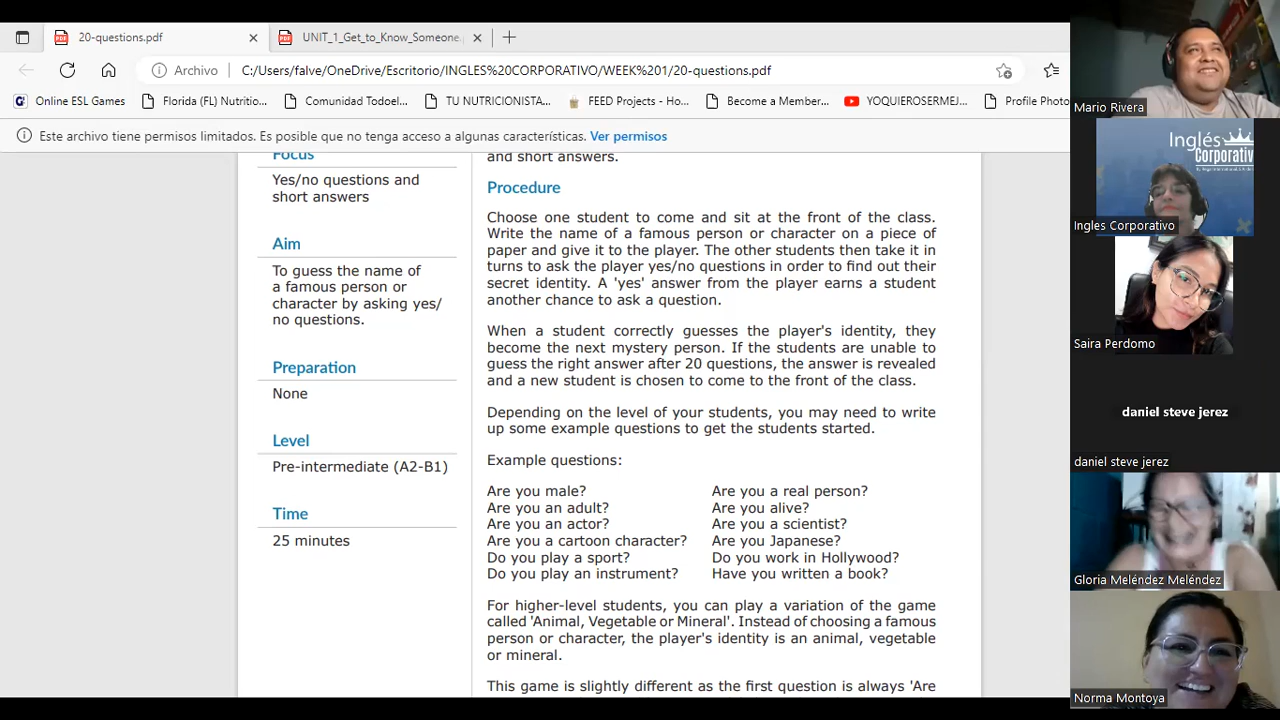 20-questions.pdf
UNIT_1_Get_to_Know_Someone.
Archivo
C:/Users/falve/OneDrive/Escritorio/INGLES%2CORPORATIVO/WEEK%201/20-questions.pdf
Online ESL Games
Florida (FL) Nutritio...
Comunidad Todoel...
TU NUTRICIONISTA...
FEED Projects - Ho...
Become a Member...
YOQUIEROSERMEJ...
Profile Photo
Este archivo tiene permisos limitados. Es posible que no tenga acceso a algunas características. Ver permisos
Focus
Yes/no questions and
short answers
Aim
To guess the name of
a famous person or
character by asking yes/
no questions.
Preparation
None
Level
Pre-intermediate (A2-B1)
Time
25 minutes
and short answers.
Procedure
Choose one student to come and sit at the front of the class.
Write the name of a famous person or character on a piece of
paper and give it to the player. The other students then take it in
turns to ask the player yes/no questions in order to find out their
secret identity. A 'yes' answer from the player earns a student
another chance to ask a question.
When a student correctly guesses the player's identity, they
become the next mystery person. If the students are unable to
guess the right answer after 20 questions, the answer is revealed
and a new student is chosen to come to the front of the class.
Depending on the level of your students, you may need to write
up some example questions to get the students started.
Example questions:
Are you male?
Are you an adult?
Are you an actor?
Are you a cartoon character?
Do you play a sport?
Do you play an instrument?
Are you a real person?
Are you alive?
Are you a scientist?
Are you Japanese?
Do you work in Hollywood?
Have you written a book?
For higher-level students, you can play a variation of the game
called 'Animal, Vegetable or Mineral'. Instead of choosing a famous
person or character, the player's identity is an animal, vegetable
or mineral.
This game is slightly different as the first question is always 'Are
Mario Rivera
Inglés
Corporativ
Ingles Corporativo
Saira Perdomo
daniel steve jerez
daniel steve jerez
Gloria Meléndez Meléndez
Norma Montoya